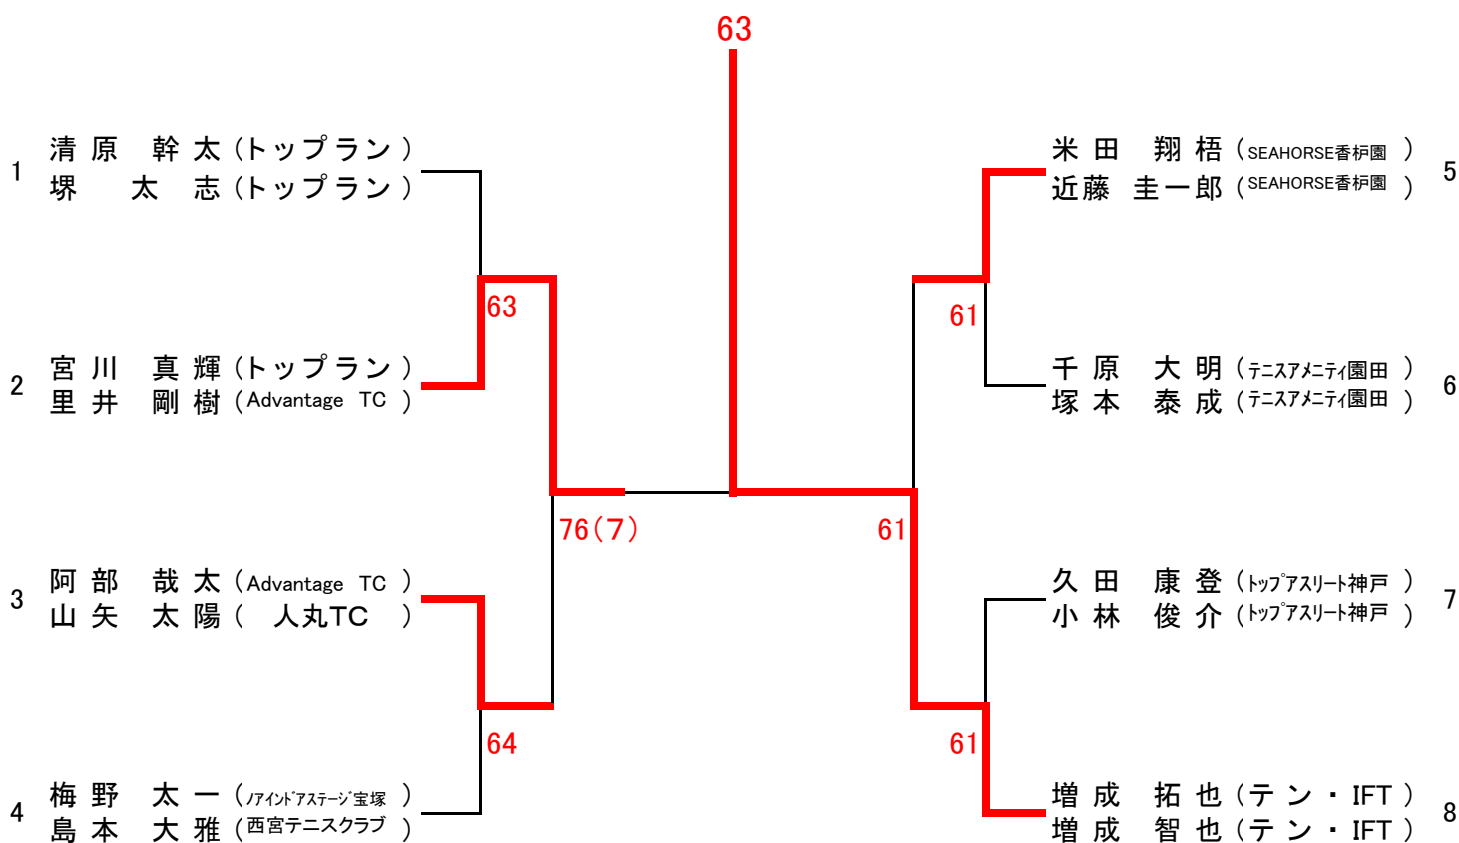 63
1 清原 幹太 (トップラン)
堺 太志 (トップラン)
63
2 宮川 真輝 (トップラン)
里井 剛樹 (Advantage TC)
76(7)
3 阿部 哉太 (Advantage TC)
山矢 太陽 (人丸TC)
64
4 梅野 太一 (ノアインドアステージ宝塚)
島本 大雅 (西宮テニスクラブ)
米田 翔梧 (SEAHORSE香枦園) 5
近藤 圭一郎 (SEAHORSE香枦園)
61
千原 大明 (テニスアメニティ園田) 6
塚本 泰成 (テニスアメニティ園田)
61
久田 康登 (トップアスリート神戸) 7
小林 俊介 (トップアスリート神戸)
61
増成 拓也 (テン・IFT) 8
増成 智也 (テン・IFT)